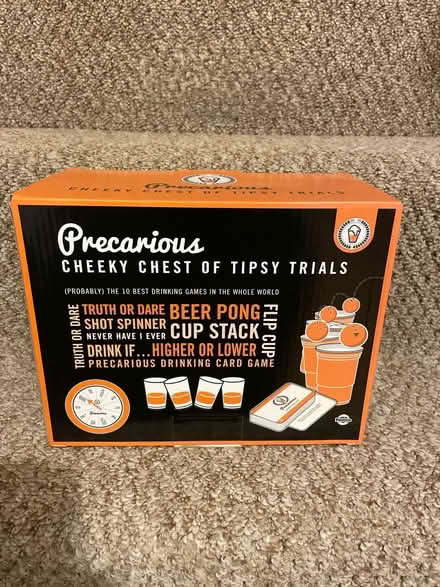 Precarious
CHEEKY CHEST OF TIPSY TRIALS
Precarious
CHEEKY CHEST OF TIPSY TRIALS
(PROBABLY) THE 10 BEST DRINKING GAMES IN THE WHOLE WORLD
TRUTH OR DARE
TRUTH OR DARE
SHOT SPINNER
NEVER HAVE I EVER
BEER PONG
CUP STACK
FLIP CUP
DRINK IF...HIGHER OR LOWER
PRECARIOUS DRINKING CARD GAME
Precarious
Precarious